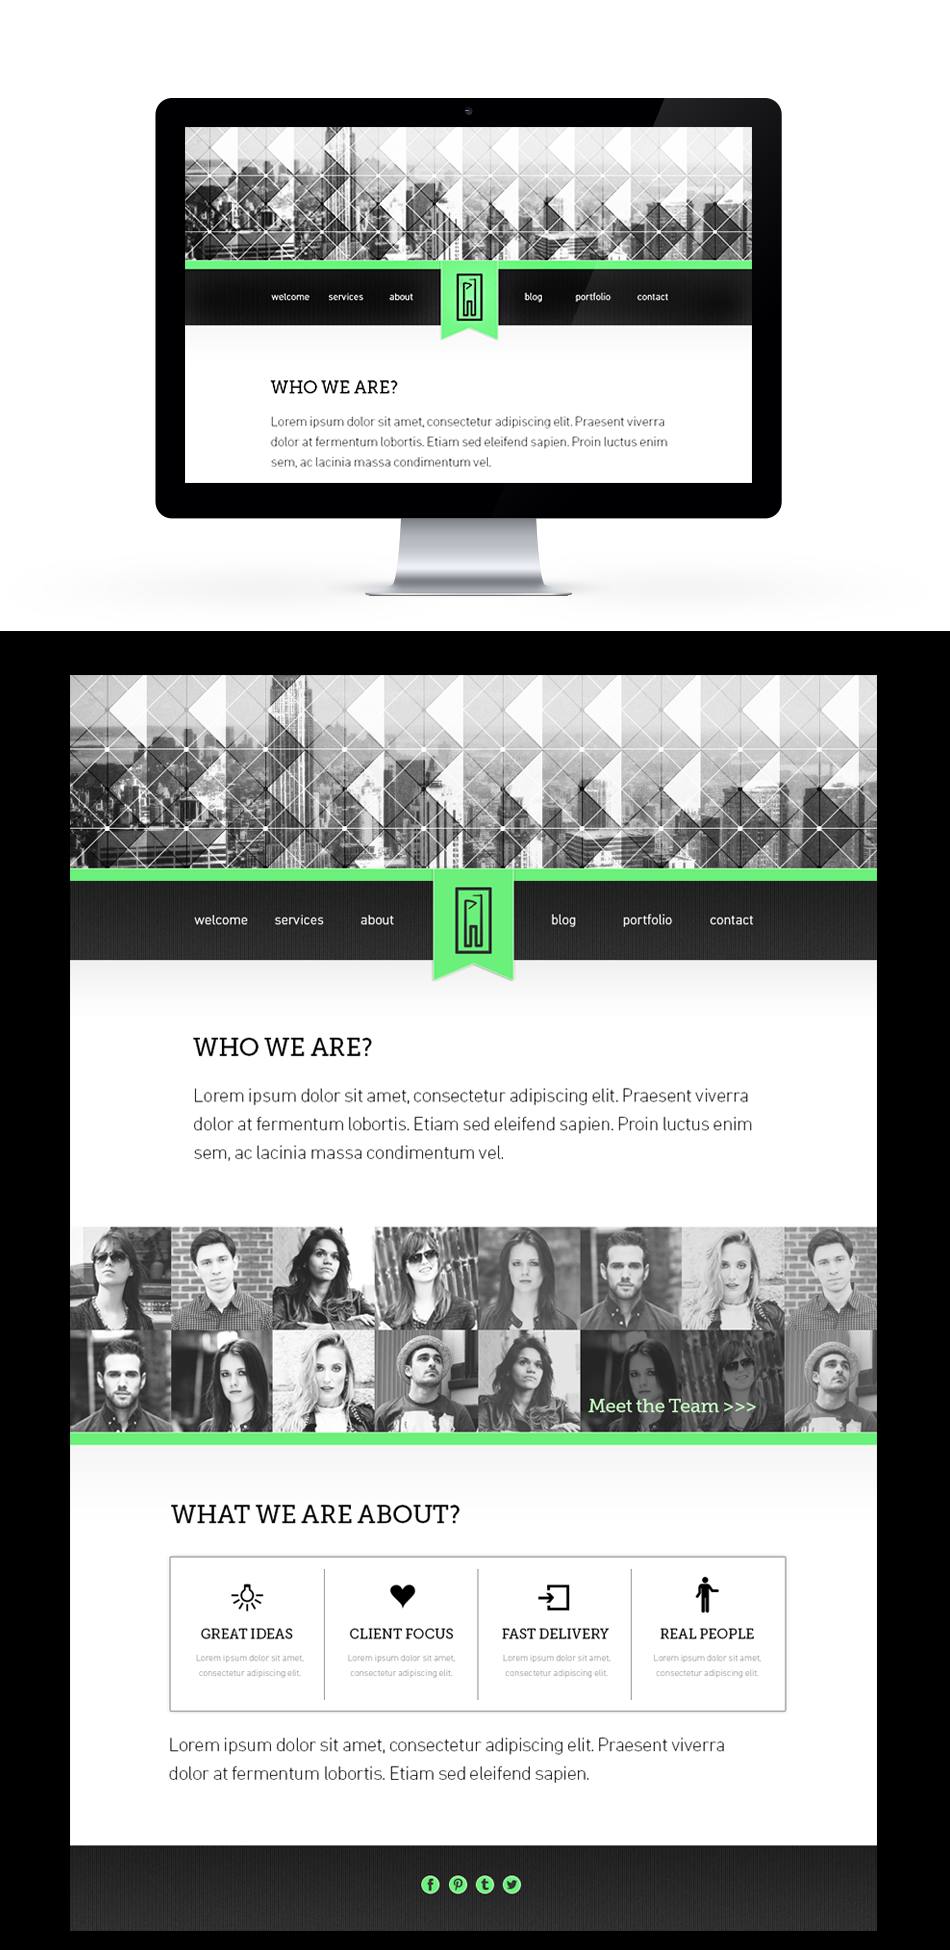 welcome services about blog portfolio contact
WHO WE ARE?
Lorem ipsum dolor sit amet, consectetur adipiscing elit. Praesent viverra
dolor at fermentum lobortis. Etiam sed eleifend sapien. Proin luctus enim
sem, ac lacinia massa condimentum vel.
welcome services about blog portfolio contact
WHO WE ARE?
Lorem ipsum dolor sit amet, consectetur adipiscing elit. Praesent viverra
dolor at fermentum lobortis. Etiam sed eleifend sapien. Proin luctus enim
sem, ac lacinia massa condimentum vel.
Meet the Team >>>
WHAT WE ARE ABOUT?
GREAT IDEAS
Lorem ipsum dolor sit amet,
consectetur adipiscing elit.
CLIENT FOCUS
Lorem ipsum dolor sit amet,
consectetur adipiscing elit.
FAST DELIVERY
Lorem ipsum dolor sit amet,
consectetur adipiscing elit.
REAL PEOPLE
Lorem ipsum dolor sit amet,
consectetur adipiscing elit.
Lorem ipsum dolor sit amet, consectetur adipiscing elit. Praesent viverra
dolor at fermentum lobortis. Etiam sed eleifend sapien.